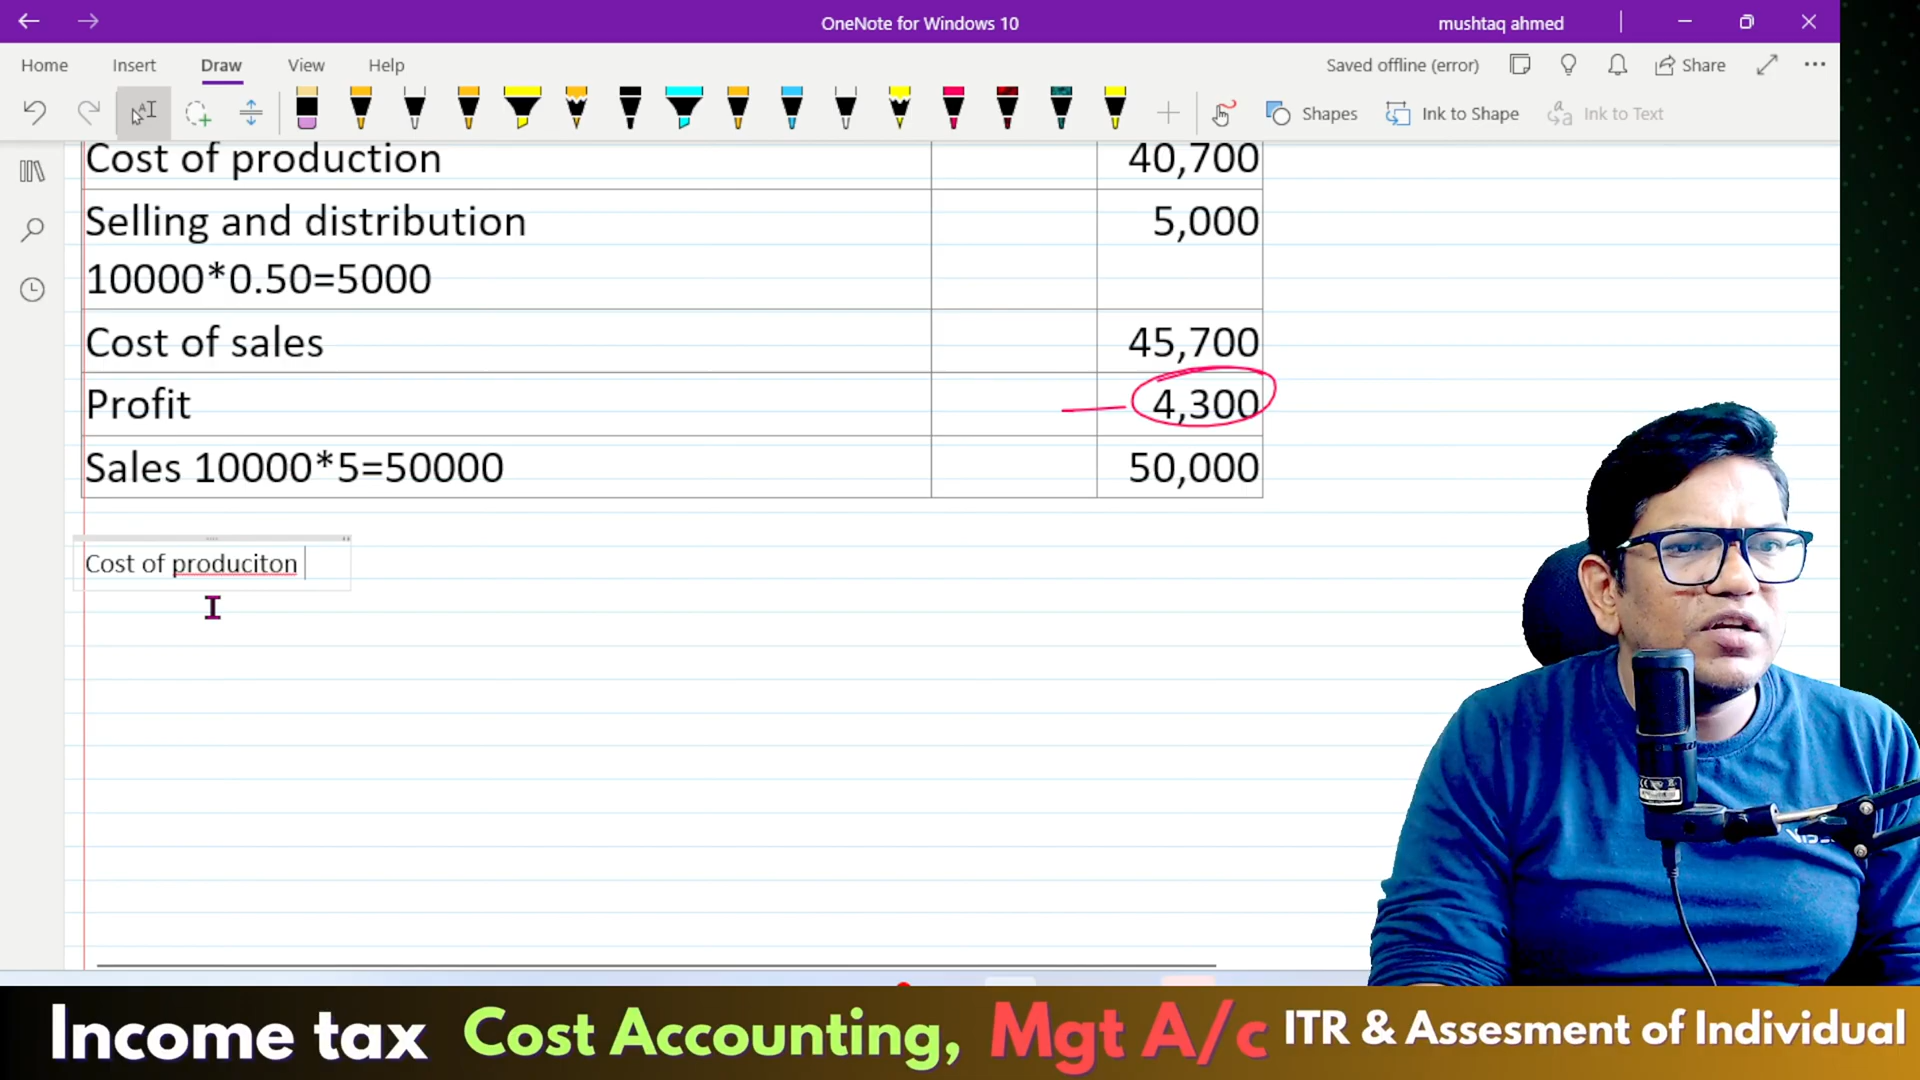 OneNote for Windows 10
mushtaq ahmed
Home Insert Draw View Help
Saved offline (error)
Share
Shapes
Ink to Shape
Ink to Text
Cost of production 40,700
Selling and distribution 5,000
10000*0.50=5000
Cost of sales 45,700
Profit 4,300
Sales 10000*5=50000 50,000
Cost of produciton
Income tax Cost Accounting, Mgt A/c ITR & Assesment of Individual